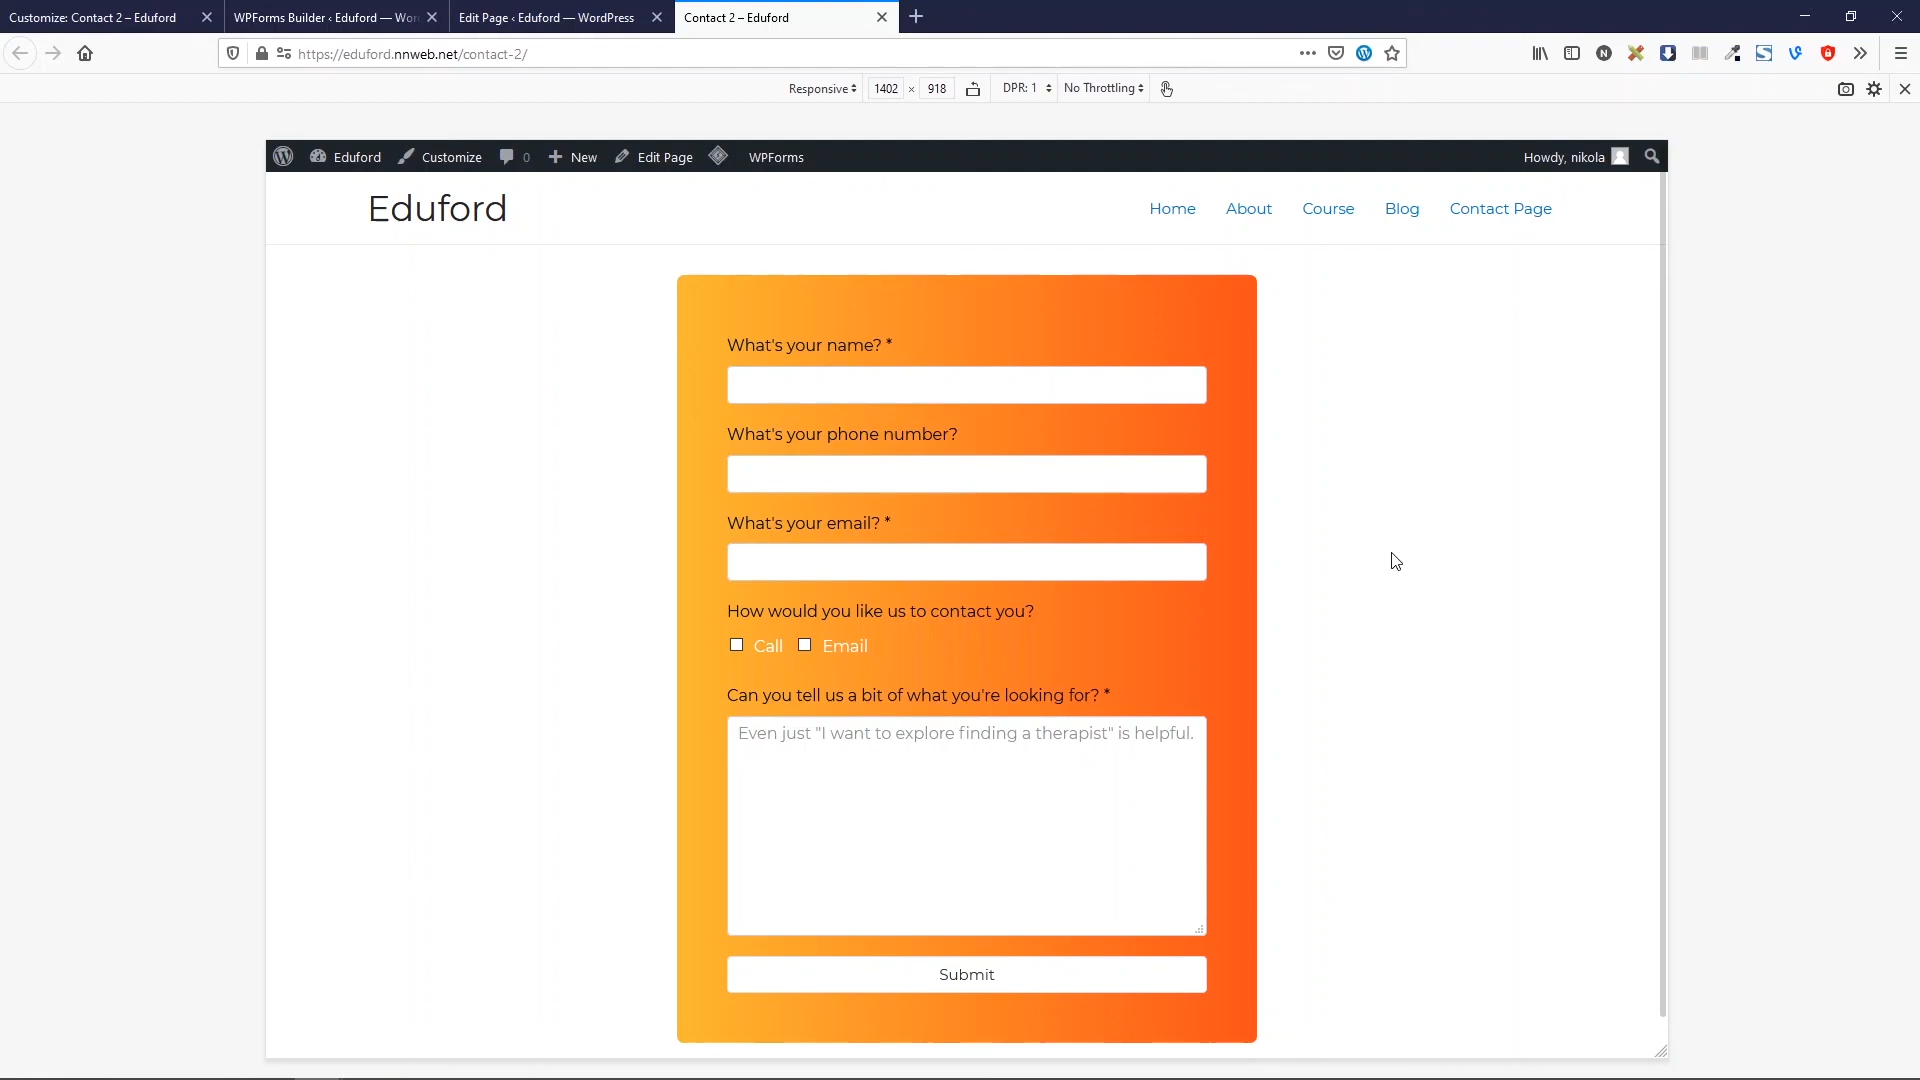 Customize: Contact 2 – Eduford
WPForms Builder ‹ Eduford — Wor
Edit Page ‹ Eduford — WordPress
Contact 2 – Eduford
https://eduford.nnweb.net/contact-2/
Responsive 1402 × 918 DPR: 1 No Throttling
Eduford Customize 0 New Edit Page WPForms Howdy, nikola
Eduford
Home About Course Blog Contact Page
What's your name? *
What's your phone number?
What's your email? *
How would you like us to contact you?
Call Email
Can you tell us a bit of what you're looking for? *
Even just "I want to explore finding a therapist" is helpful.
Submit